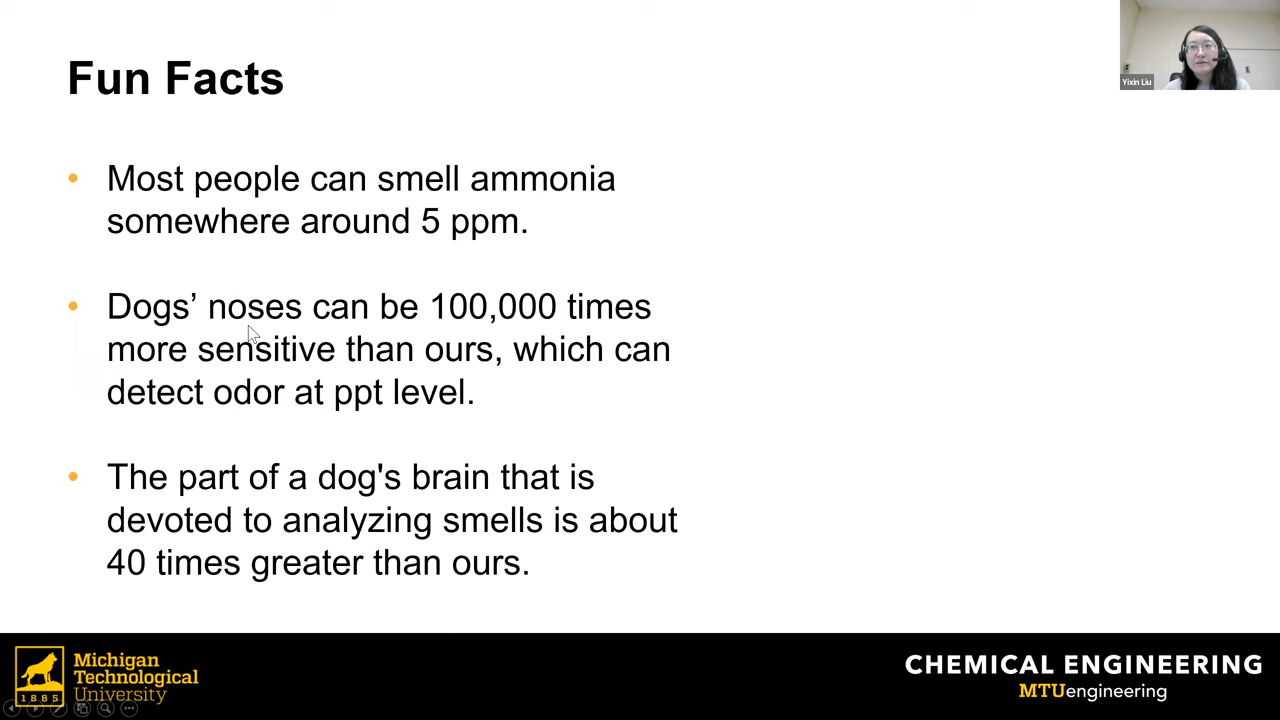 Fun Facts
Yixin Liu
• Most people can smell ammonia
somewhere around 5 ppm.
• Dogs’ noses can be 100,000 times
more sensitive than ours, which can
detect odor at ppt level.
• The part of a dog's brain that is
devoted to analyzing smells is about
40 times greater than ours.
Michigan
Technological
University
1885
CHEMICAL ENGINEERING
MTUengineering